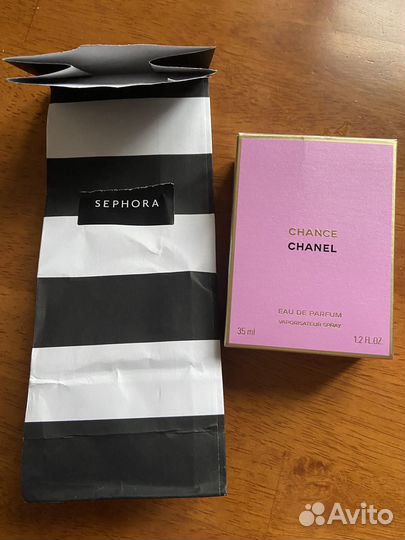 SEPHORA
CHANCE
CHANEL
EAU DE PARFUM
VAPORISATEUR SPRAY
35 ml
1.2 FL.OZ.
Avito